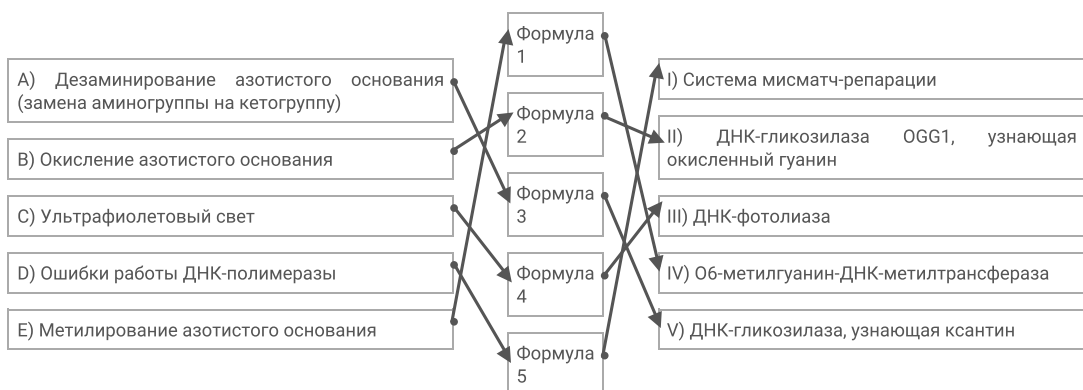 А) Дезаминирование азотистого основания
(замена аминогруппы на кетогруппу)
В) Окисление азотистого основания
С) Ультрафиолетовый свет
D) Ошибки работы ДНК-полимеразы
Е) Метилирование азотистого основания
Формула
1
Формула
2
Формула
3
Формула
4
Формула
5
I) Система мисматч-репарации
II) ДНК-гликозилаза OGG1, узнающая
окисленный гуанин
III) ДНК-фотолиаза
IV) О6-метилгуанин-ДНК-метилтрансфераза
V) ДНК-гликозилаза, узнающая ксантин